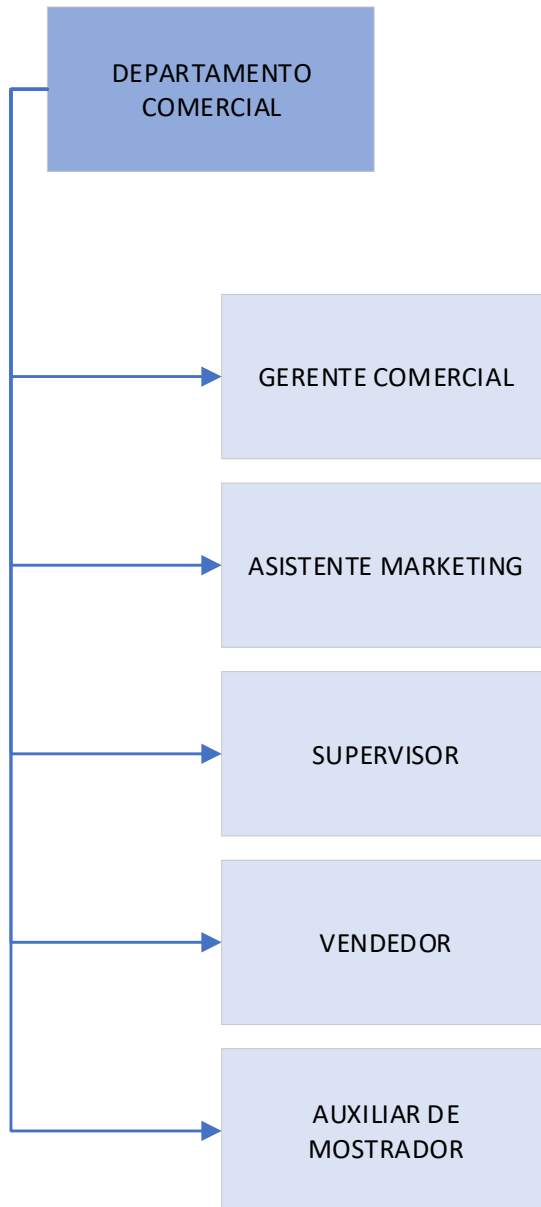 DEPARTAMENTO
COMERCIAL
GERENTE COMERCIAL
ASISTENTE MARKETING
SUPERVISOR
VENDEDOR
AUXILIAR DE
MOSTRADOR